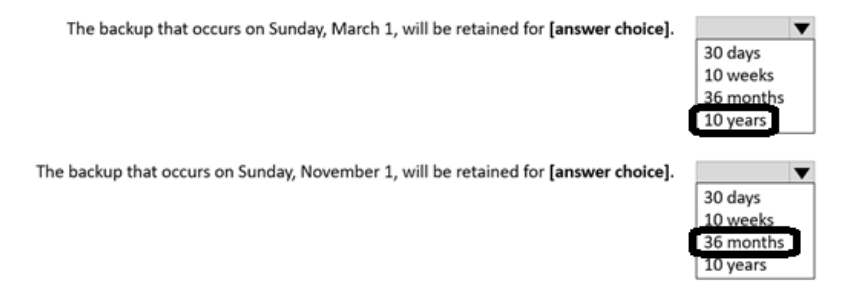 The backup that occurs on Sunday, March 1, will be retained for [answer choice].
30 days
10 weeks
36 months
10 years
The backup that occurs on Sunday, November 1, will be retained for [answer choice].
30 days
10 weeks
36 months
10 years